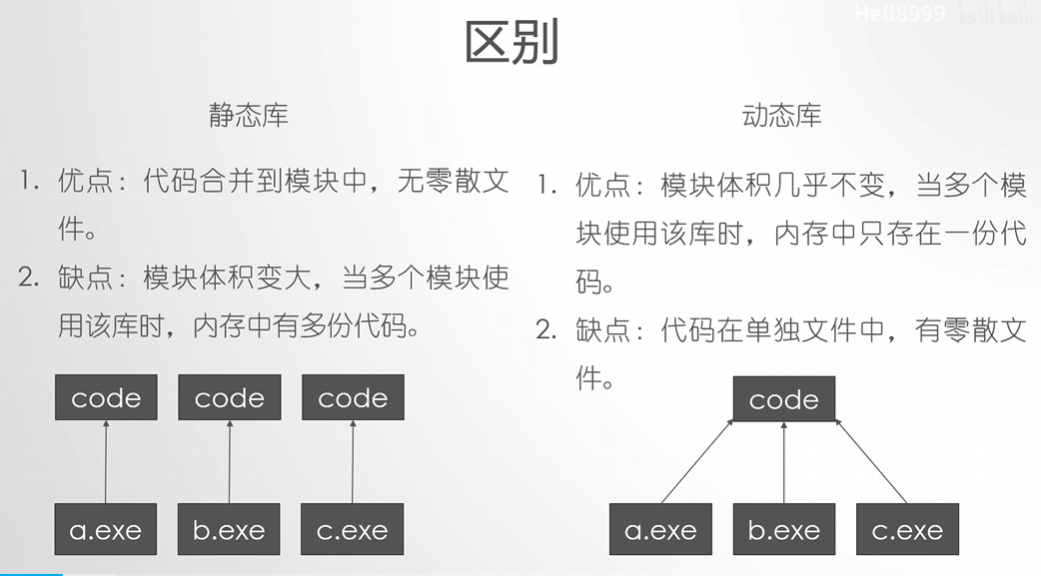 Hell8999 bilibili
区别
静态库
1. 优点：代码合并到模块中，无零散文
件。
2. 缺点：模块体积变大，当多个模块使
用该库时，内存中有多份代码。
code code code
a.exe b.exe c.exe
动态库
1. 优点：模块体积几乎不变，当多个模
块使用该库时，内存中只存在一份代
码。
2. 缺点：代码在单独文件中，有零散文
件。
code
a.exe b.exe c.exe